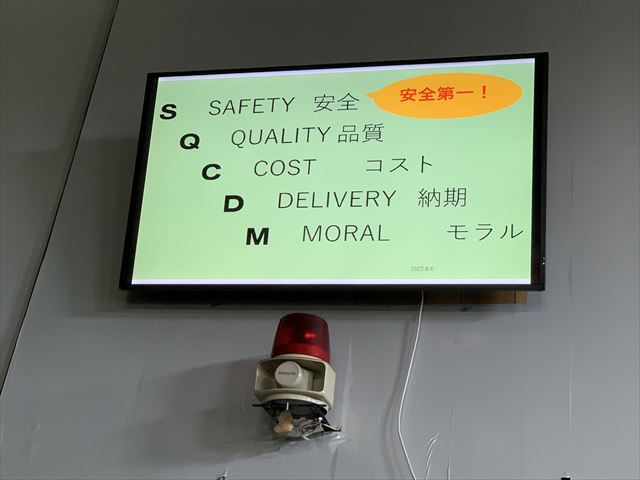 S SAFETY 安全 安全第一！
Q QUALITY 品質
C COST コスト
D DELIVERY 納期
M MORAL モラル
2022.8.6
PATLITE